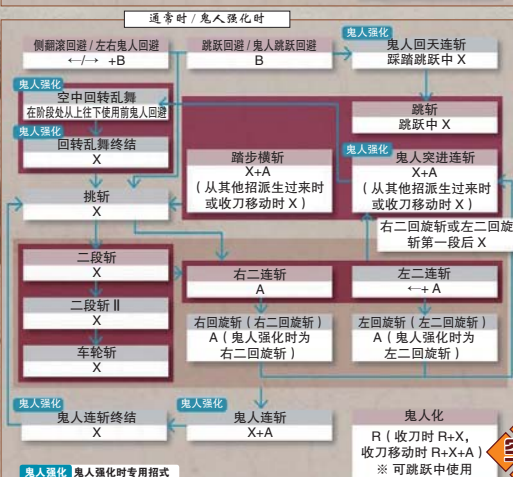 通常时/鬼人强化时
侧翻滚回避/左右鬼人回避
←/→ +B
跳跃回避/鬼人跳跃回避
B
鬼人强化
鬼人回天连斩
踩踏跳跃中 X
鬼人强化
空中回转乱舞
在阶段处从上往下使用前鬼人回避
鬼人强化
回转乱舞终结
X
跳斩
跳跃中 X
踏步横斩
X+A
(从其他招派生过来时
或收刀移动时 X)
鬼人强化
鬼人突进连斩
X+A
(从其他招派生过来时
或收刀移动时 X)
挑斩
X
右二回旋斩或左二回旋
斩第一段后 X
二段斩
X
右二连斩
A
左二连斩
←+ A
二段斩 II
X
右回旋斩(右二回旋斩)
A(鬼人强化时为
右二回旋斩)
左回旋斩(左二回旋斩)
A(鬼人强化时为
左二回旋斩)
车轮斩
X
鬼人强化
鬼人连斩终结
X
鬼人强化
鬼人连斩
X+A
鬼人化
R(收刀时 R+X,
收刀移动时 R+X+A)
※ 可跳跃中使用
鬼人强化 鬼人强化时专用招式